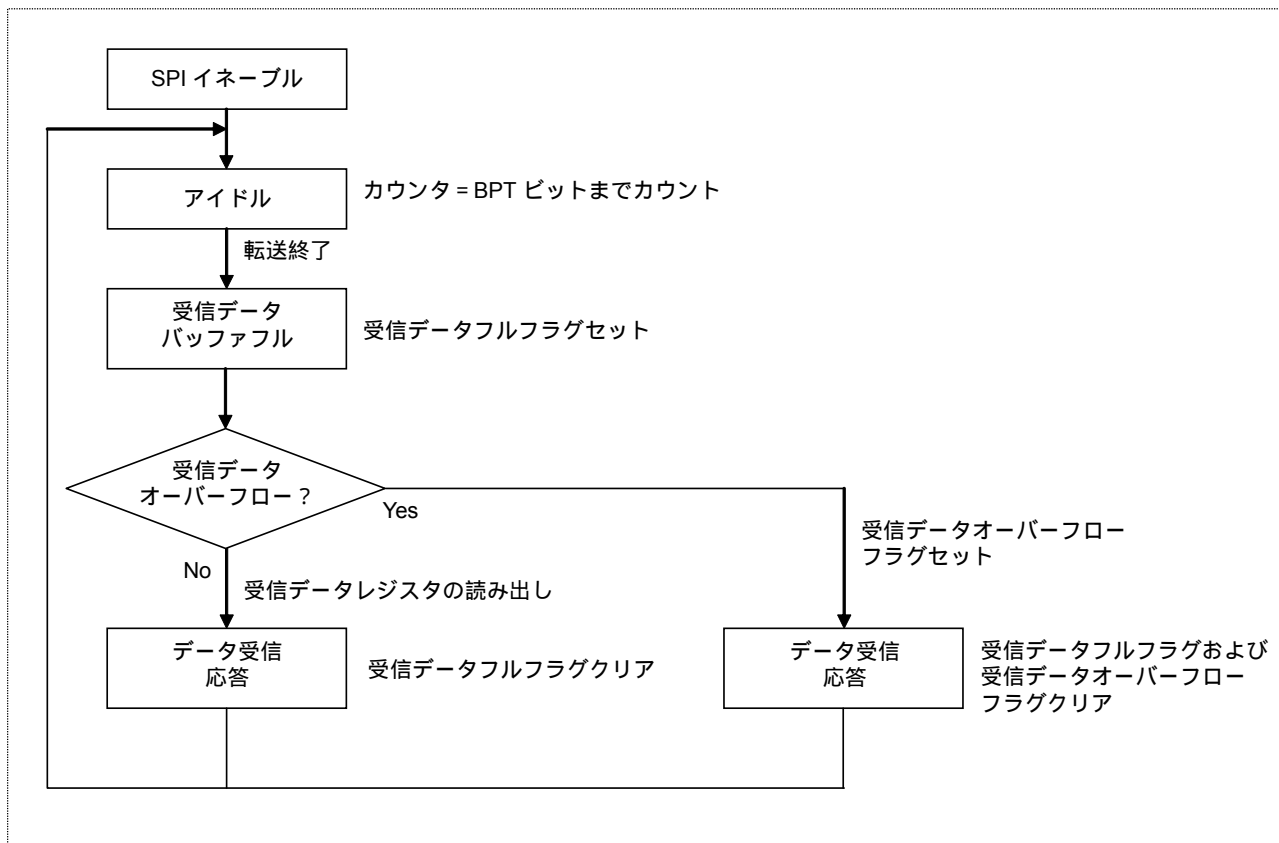 SPI イネーブル
アイドル
カウンタ = BPT ビットまでカウント
転送終了
受信データ
バッファフル
受信データフルフラグセット
受信データ
オーバーフロー？
Yes
No
受信データオーバーフロー
フラグセット
受信データレジスタの読み出し
データ受信
応答
受信データフルフラグクリア
データ受信
応答
受信データフルフラグおよび
受信データオーバーフロー
フラグクリア